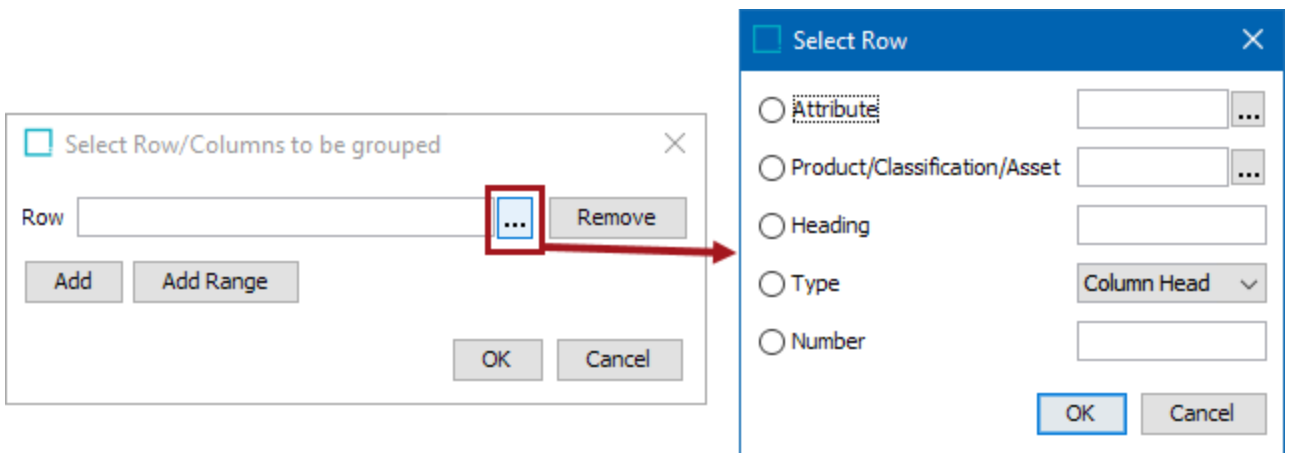 Select Row/Columns to be grouped
Row ... Remove
Add Add Range
OK Cancel
Select Row
Attribute ...
Product/Classification/Asset ...
Heading
Type Column Head
Number
OK Cancel